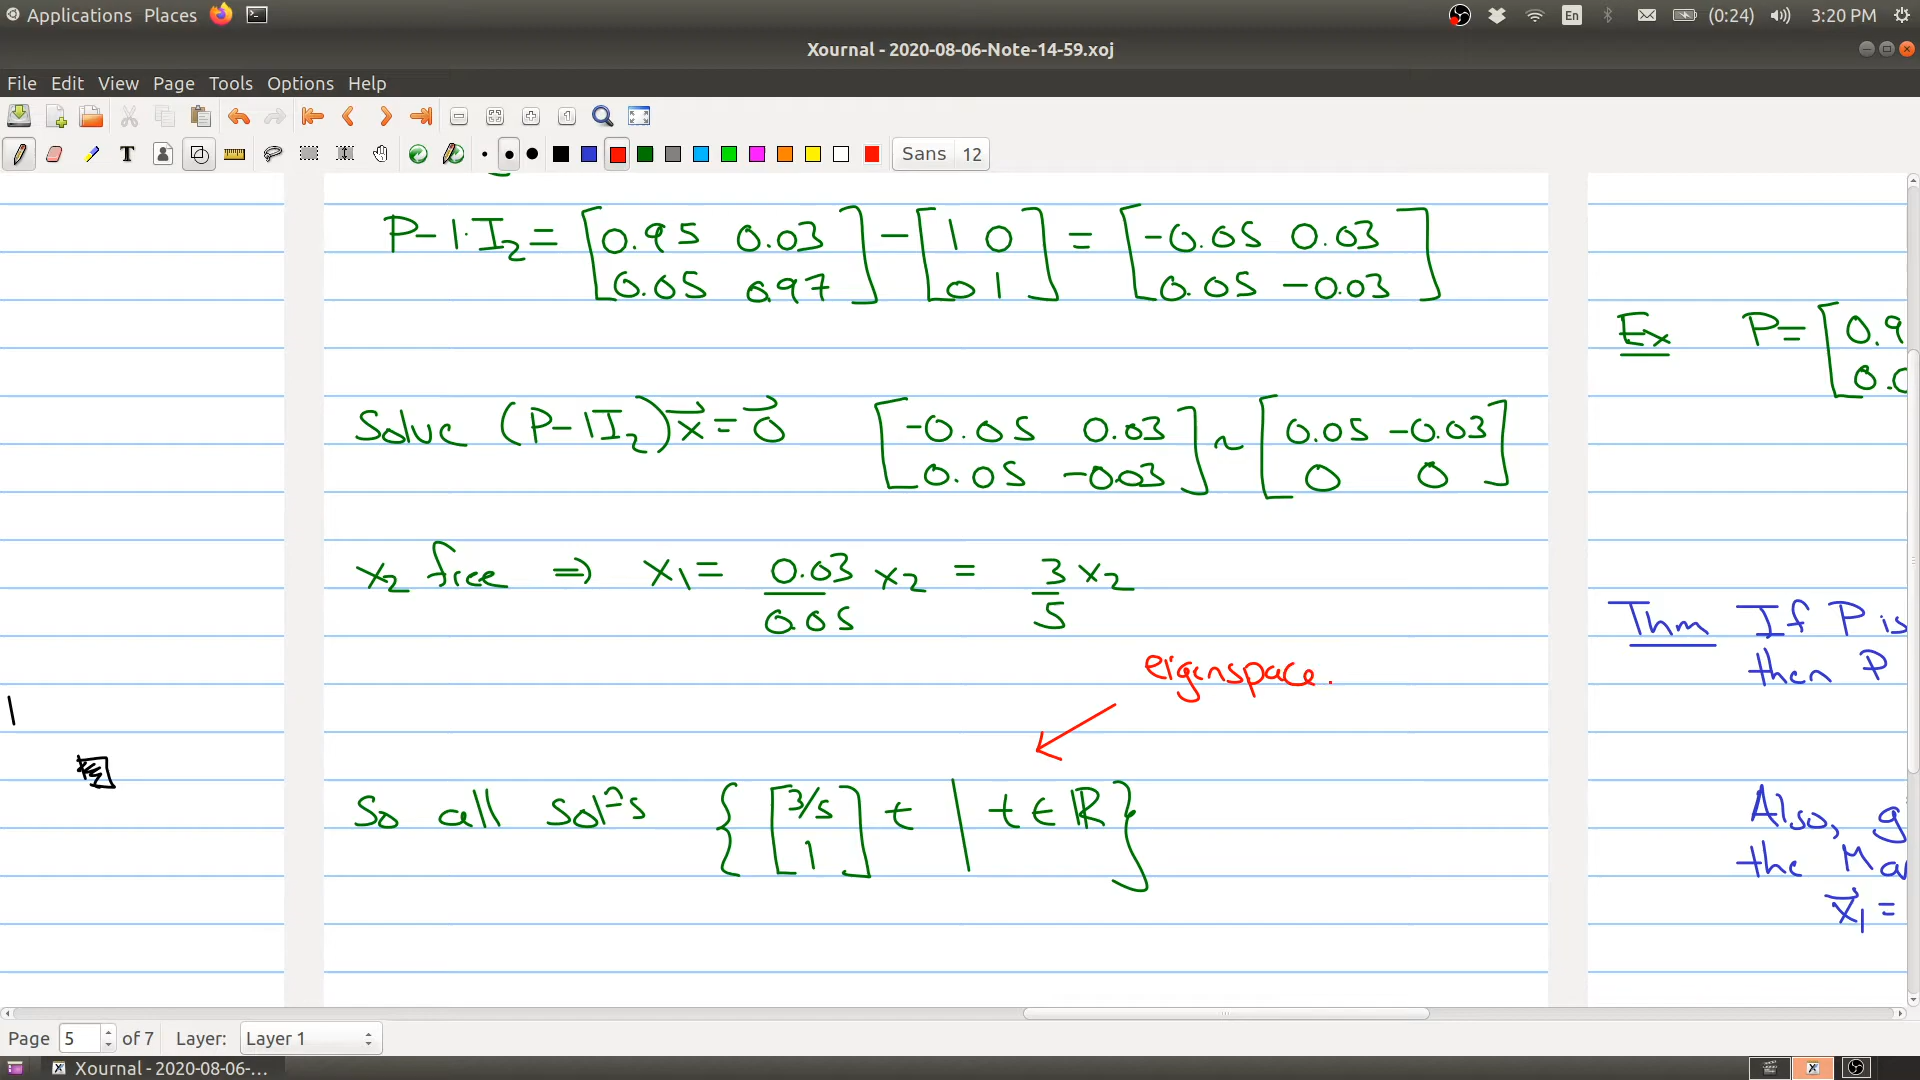 Applications Places En (0:24) 3:20 PM
Xournal - 2020-08-06-Note-14-59.xoj
File Edit View Page Tools Options Help
T Sans 12
P-1·I₂ = [0.95 0.03; 0.05 0.97] - [1 0; 0 1] = [-0.05 0.03; 0.05 -0.03]
Solve (P-1I₂)x⃗ = 0⃗ [-0.05 0.03; 0.05 -0.03] ~ [0.05 -0.03; 0 0]
x₂ free ⇒ x₁ = 0.03/0.05 x₂ = 3/5 x₂
eigenspace.
So all solⁿs { [3/5; 1] t | t ∈ ℝ }
1
Ex P = [0.9
0.0
Thm If P is
then P
Also, g
the Ma
x⃗₁ =
Page 5 of 7 Layer: Layer 1
Xournal - 2020-08-06-...